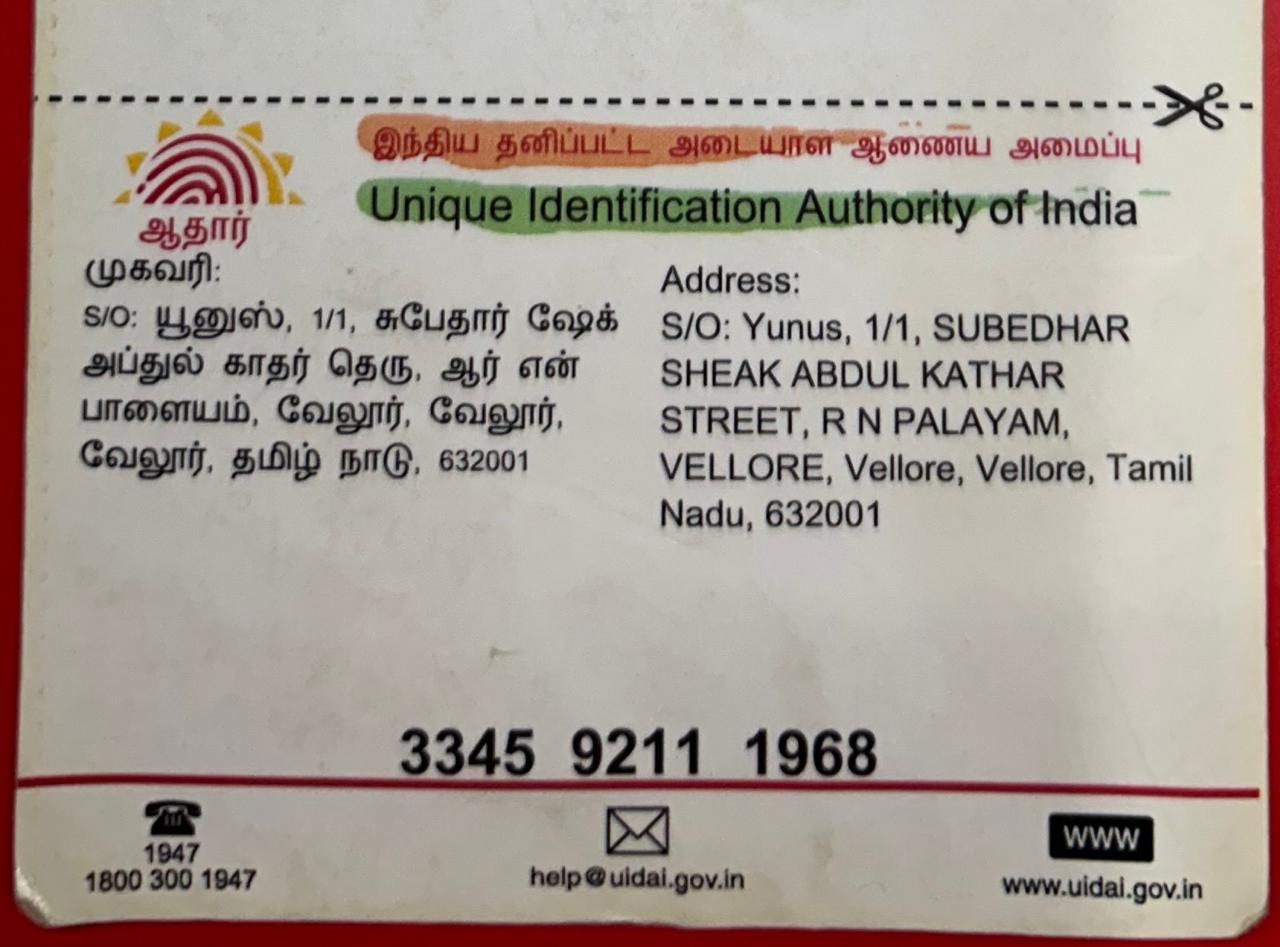 இந்திய தனிப்பட்ட அடையாள ஆணைய அமைப்பு
Unique Identification Authority of India
ஆதார்
முகவரி:
S/O: யூனுஸ், 1/1, சுபேதார் ஷேக்
அப்துல் காதர் தெரு, ஆர் என்
பாளையம், வேலூர், வேலூர்,
வேலூர், தமிழ் நாடு, 632001
Address:
S/O: Yunus, 1/1, SUBEDHAR
SHEAK ABDUL KATHAR
STREET, R N PALAYAM,
VELLORE, Vellore, Vellore, Tamil
Nadu, 632001
3345 9211 1968
1947
1800 300 1947
help@uidai.gov.in
www
www.uidai.gov.in